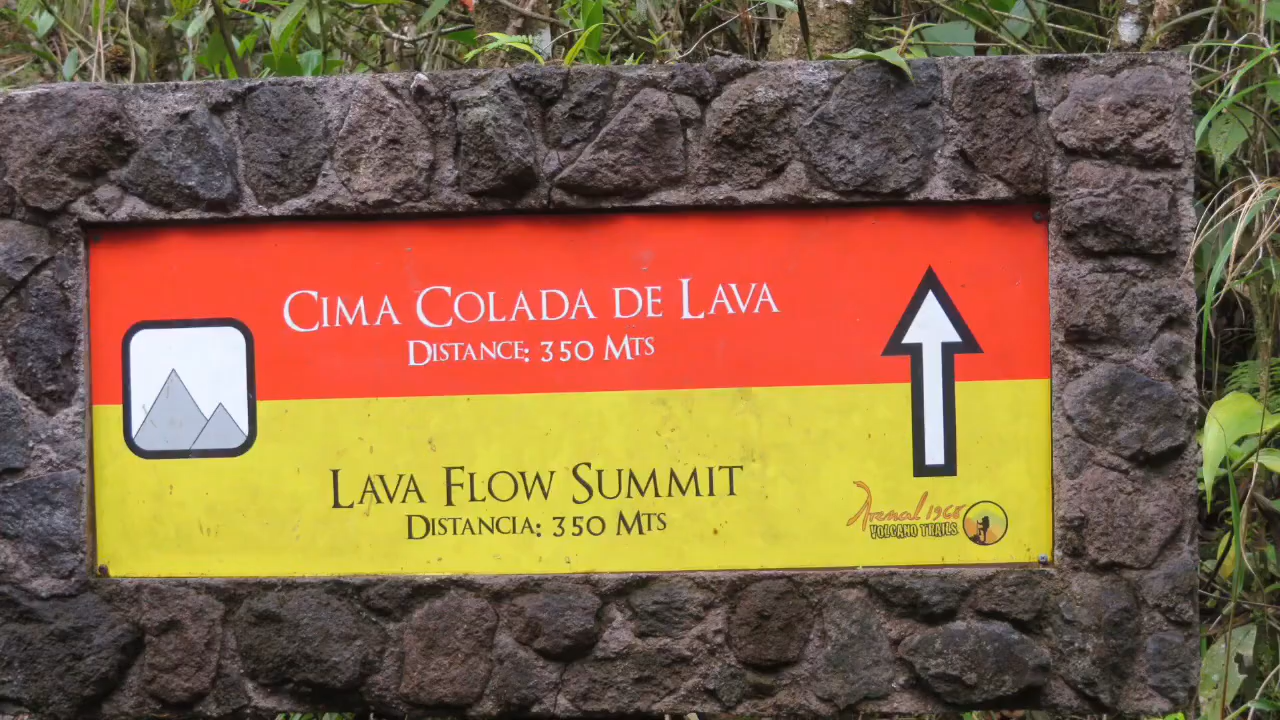 CIMA COLADA DE LAVA
DISTANCE: 350 MTS
LAVA FLOW SUMMIT
DISTANCIA: 350 MTS
Arenal 1968
VOLCANO TRAILS